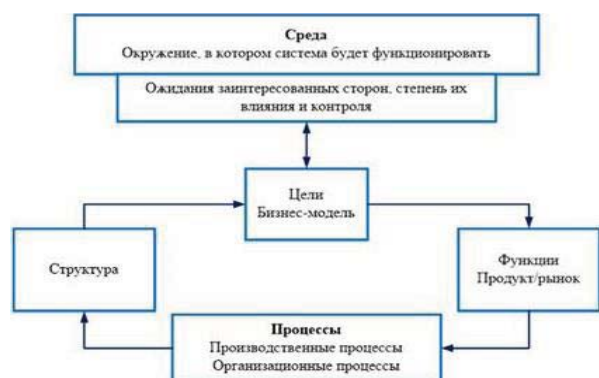 Среда
Окружение, в котором система будет функционировать
Ожидания заинтересованных сторон, степень их
влияния и контроля
Цели
Бизнес-модель
Структура
Функции
Продукт/рынок
Процессы
Производственные процессы
Организационные процессы